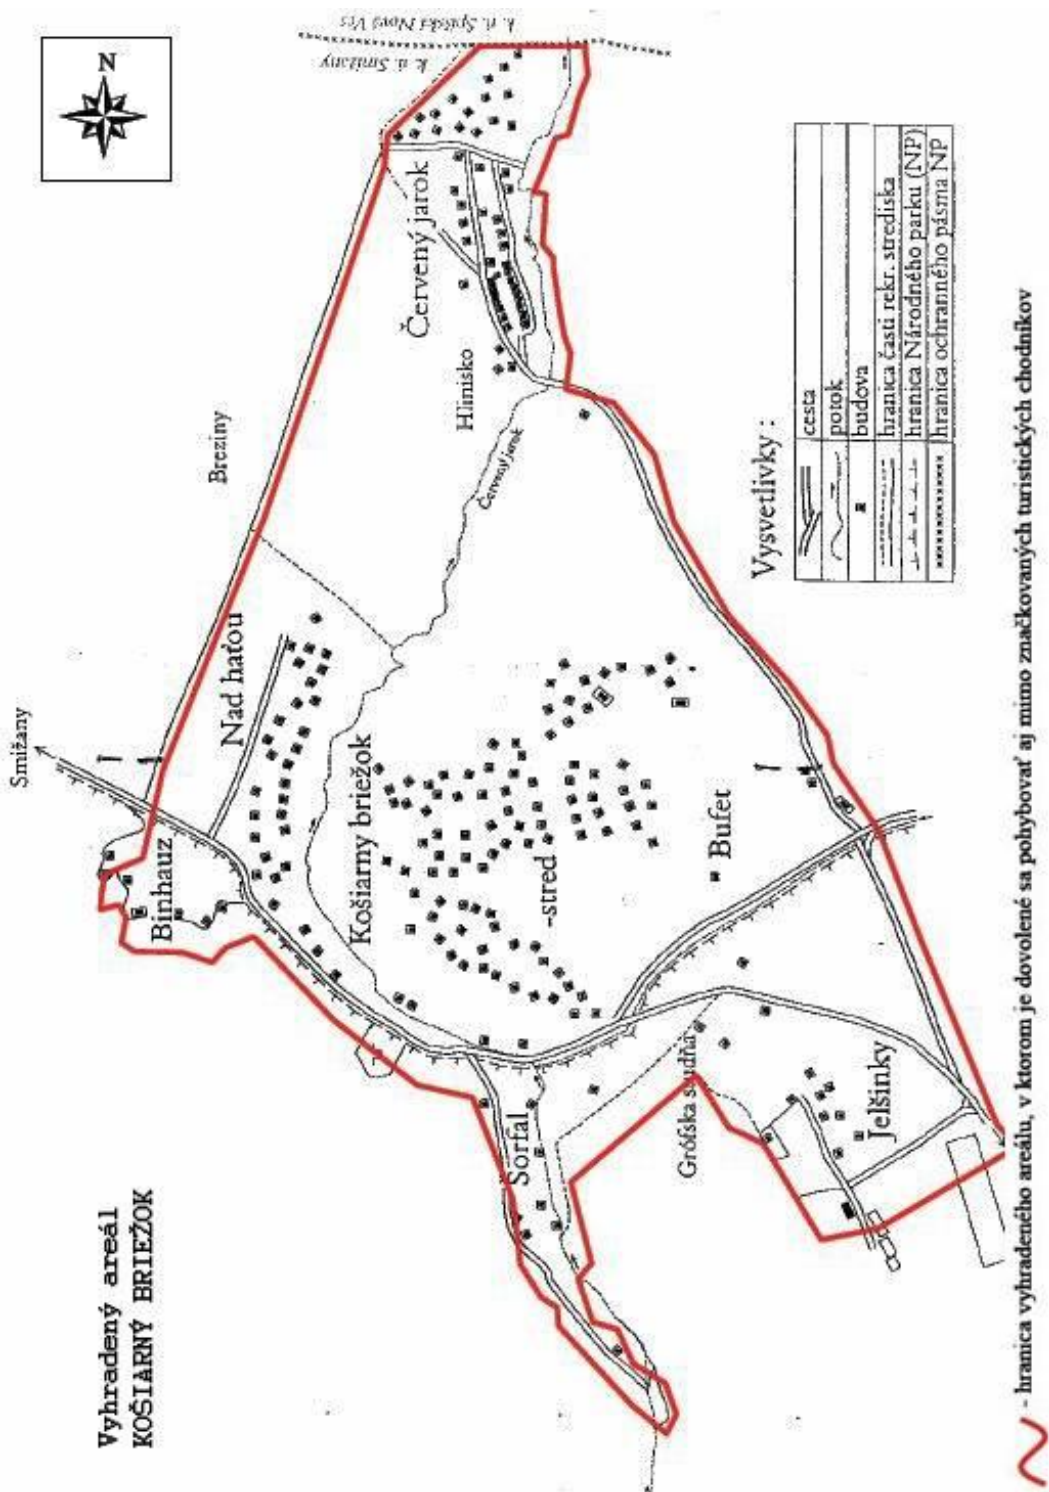 Vyhradený areál
KOŠIARNÝ BRIEŽOK
Smižany
N
k. ú. Spišská Nová Ves
k. ú. Smižany
Breziny
Binhauz
Nad haťou
Červený jarok
Hlinisko
Červený jarok
Košiarny briežok
-stred
Sorfal
Bufet
Grófska studňa
Jelšinky
Vysvetlivky :
cesta
potok
budova
hranica časti rekr. strediska
hranica Národného parku (NP)
hranica ochranného pásma NP
- hranica vyhradeného areálu, v ktorom je dovolené sa pohybovať aj mimo značkovaných turistických chodníkov